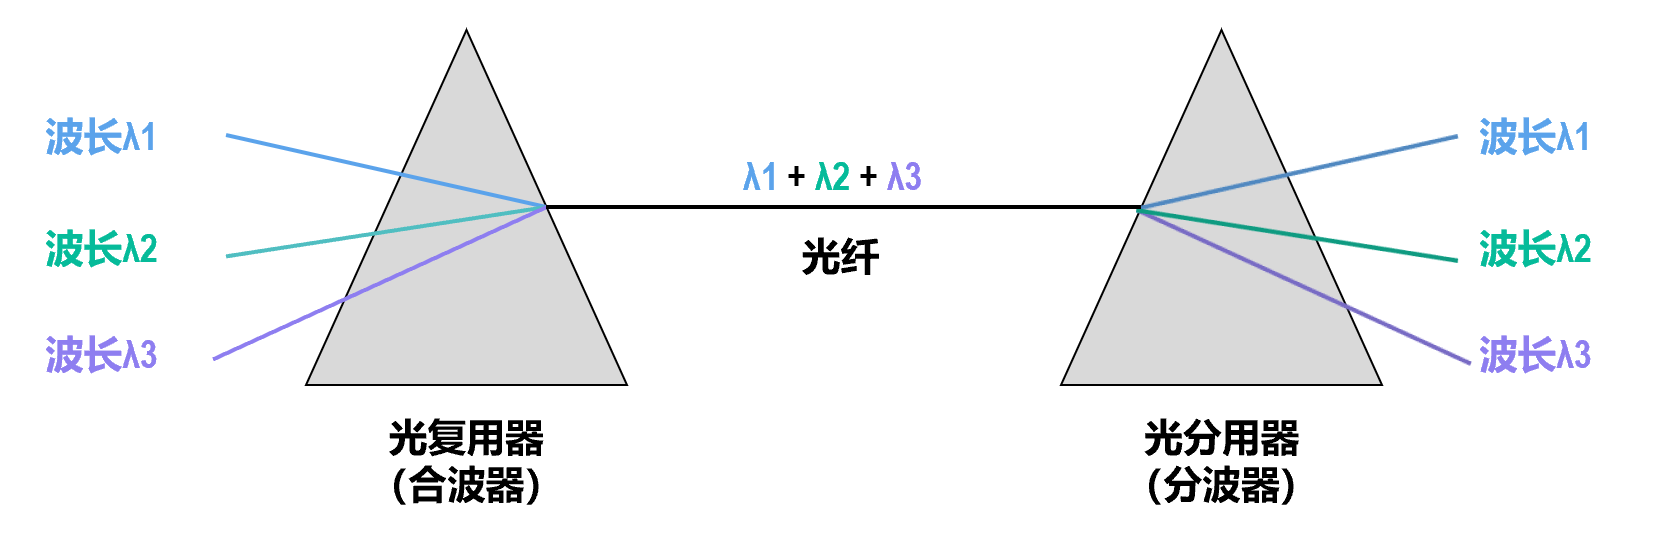 波长λ1
波长λ2
波长λ3
λ1 + λ2 + λ3
光纤
波长λ1
波长λ2
波长λ3
光复用器
（合波器）
光分用器
（分波器）